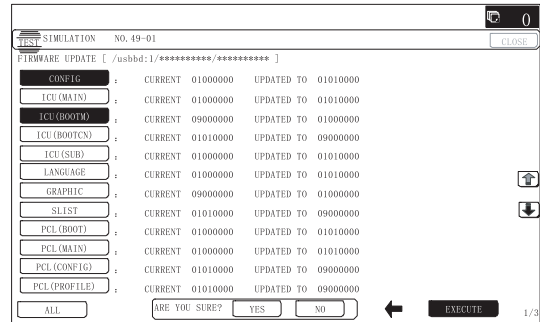 0
TEST SIMULATION NO.49-01 CLOSE
FIRMWARE UPDATE [ /usbbd:1/**********/********** ]
CONFIG : CURRENT 01000000 UPDATED TO 01010000
ICU(MAIN) : CURRENT 01000000 UPDATED TO 01010000
ICU(BOOTM) : CURRENT 09000000 UPDATED TO 01000000
ICU(BOOTCN) : CURRENT 01010000 UPDATED TO 09000000
ICU(SUB) : CURRENT 01000000 UPDATED TO 01010000
LANGUAGE : CURRENT 01000000 UPDATED TO 01010000
GRAPHIC : CURRENT 09000000 UPDATED TO 01000000
SLIST : CURRENT 01010000 UPDATED TO 09000000
PCL(BOOT) : CURRENT 01000000 UPDATED TO 01010000
PCL(MAIN) : CURRENT 01000000 UPDATED TO 01010000
PCL(CONFIG) : CURRENT 01010000 UPDATED TO 09000000
PCL(PROFILE) : CURRENT 01010000 UPDATED TO 09000000
ALL ARE YOU SURE? YES NO EXECUTE 1/3